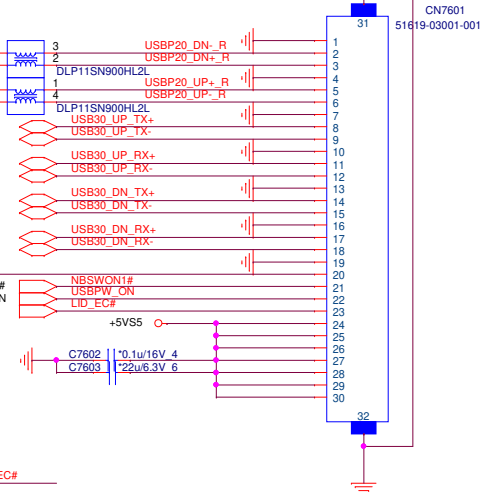 CN7601
51619-03001-001
31
1
3 USBP20_DN-_R 2
2 USBP20_DN+_R 3
DLP11SN900HL2L 4
1 USBP20_UP+_R 5
4 USBP20_UP-_R 6
DLP11SN900HL2L 7
USB30_UP_TX+ 8
USB30_UP_TX- 9
10
USB30_UP_RX+ 11
USB30_UP_RX- 12
13
USB30_DN_TX+ 14
USB30_DN_TX- 15
16
USB30_DN_RX+ 17
USB30_DN_RX- 18
19
20
# NBSWON1# 21
N USBPW_ON 22
LID_EC# 23
+5VS5 24
25
26
C7602 *0.1u/16V_4 27
C7603 *22u/6.3V_6 28
29
30
32
EC#